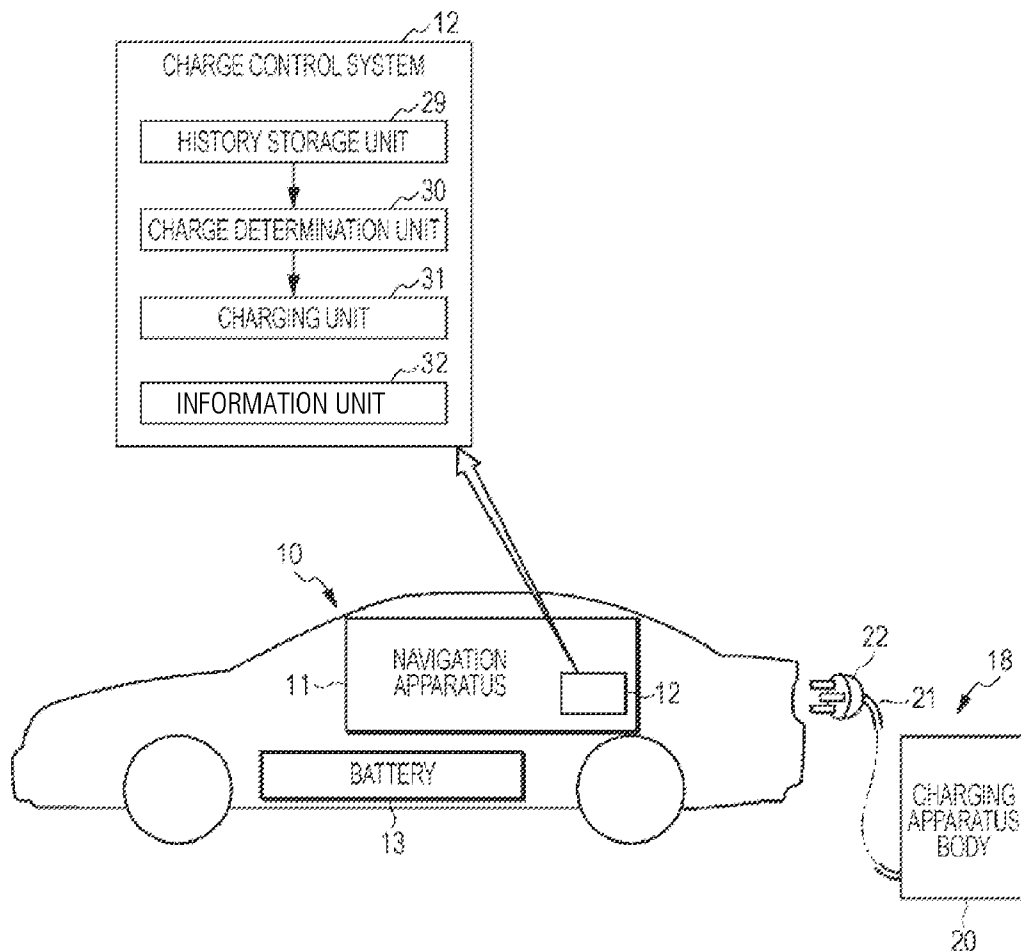 12
CHARGE CONTROL SYSTEM
29
HISTORY STORAGE UNIT
30
CHARGE DETERMINATION UNIT
31
CHARGING UNIT
32
INFORMATION UNIT
10
11
NAVIGATION
APPARATUS
12
22
21
18
BATTERY
13
CHARGING
APPARATUS
BODY
20